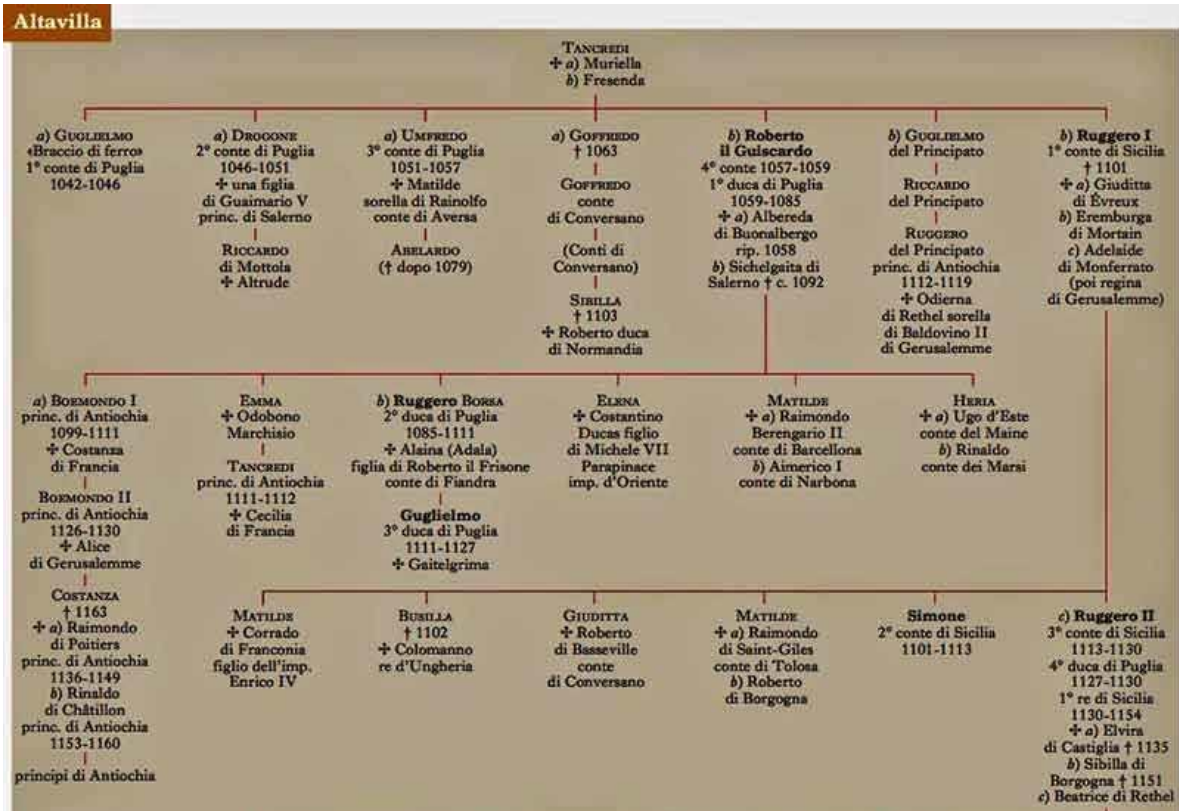 Altavilla
TANCREDI
✢ a) Muriella
b) Fresenda
a) GUGLIELMO
«Braccio di ferro»
1º conte di Puglia
1042-1046
a) DROGONE
2º conte di Puglia
1046-1051
✢ una figlia
di Guaimario V
princ. di Salerno
RICCARDO
di Mottola
✢ Altrude
a) UMFREDO
3º conte di Puglia
1051-1057
✢ Matilde
sorella di Rainolfo
conte di Aversa
ABELARDO
(† dopo 1079)
a) GOFFREDO
† 1063
GOFFREDO
conte
di Conversano
(Conti di
Conversano)
SIBILLA
† 1103
✢ Roberto duca
di Normandia
b) Roberto
il Guiscardo
4º conte 1057-1059
1º duca di Puglia
1059-1085
✢ a) Albereda
di Buonalbergo
rip. 1058
b) Sichelgaita di
Salerno † c. 1092
b) GUGLIELMO
del Principato
RICCARDO
del Principato
RUGGERO
del Principato
princ. di Antiochia
1112-1119
✢ Odierna
di Rethel sorella
di Baldovino II
di Gerusalemme
b) Ruggero I
1º conte di Sicilia
† 1101
✢ a) Giuditta
di Évreux
b) Eremburga
di Mortain
c) Adelaide
di Monferrato
(poi regina
di Gerusalemme)
a) BOEMONDO I
princ. di Antiochia
1099-1111
✢ Costanza
di Francia
BOEMONDO II
princ. di Antiochia
1126-1130
✢ Alice
di Gerusalemme
COSTANZA
† 1163
✢ a) Raimondo
di Poitiers
princ. di Antiochia
1136-1149
b) Rinaldo
di Châtillon
princ. di Antiochia
1153-1160
principi di Antiochia
EMMA
✢ Odobono
Marchisio
TANCREDI
princ. di Antiochia
1111-1112
✢ Cecilia
di Francia
b) Ruggero BORSA
2º duca di Puglia
1085-1111
✢ Alaina (Adala)
figlia di Roberto il Frisone
conte di Fiandra
Guglielmo
3º duca di Puglia
1111-1127
✢ Gaitelgrima
ELENA
✢ Costantino
Ducas figlio
di Michele VII
Parapinace
imp. d'Oriente
MATILDE
✢ a) Raimondo
Berengario II
conte di Barcellona
b) Aimerico I
conte di Narbona
HERIA
✢ a) Ugo d'Este
conte del Maine
b) Rinaldo
conte dei Marsi
MATILDE
✢ Corrado
di Franconia
figlio dell'imp.
Enrico IV
BUSILLA
† 1102
✢ Colomanno
re d'Ungheria
GIUDITTA
✢ Roberto
di Basseville
conte
di Conversano
MATILDE
✢ a) Raimondo
di Saint-Giles
conte di Tolosa
b) Roberto
di Borgogna
Simone
2º conte di Sicilia
1101-1113
c) Ruggero II
3º conte di Sicilia
1113-1130
4º duca di Puglia
1127-1130
1º re di Sicilia
1130-1154
✢ a) Elvira
di Castiglia † 1135
b) Sibilla di
Borgogna † 1151
c) Beatrice di Rethel